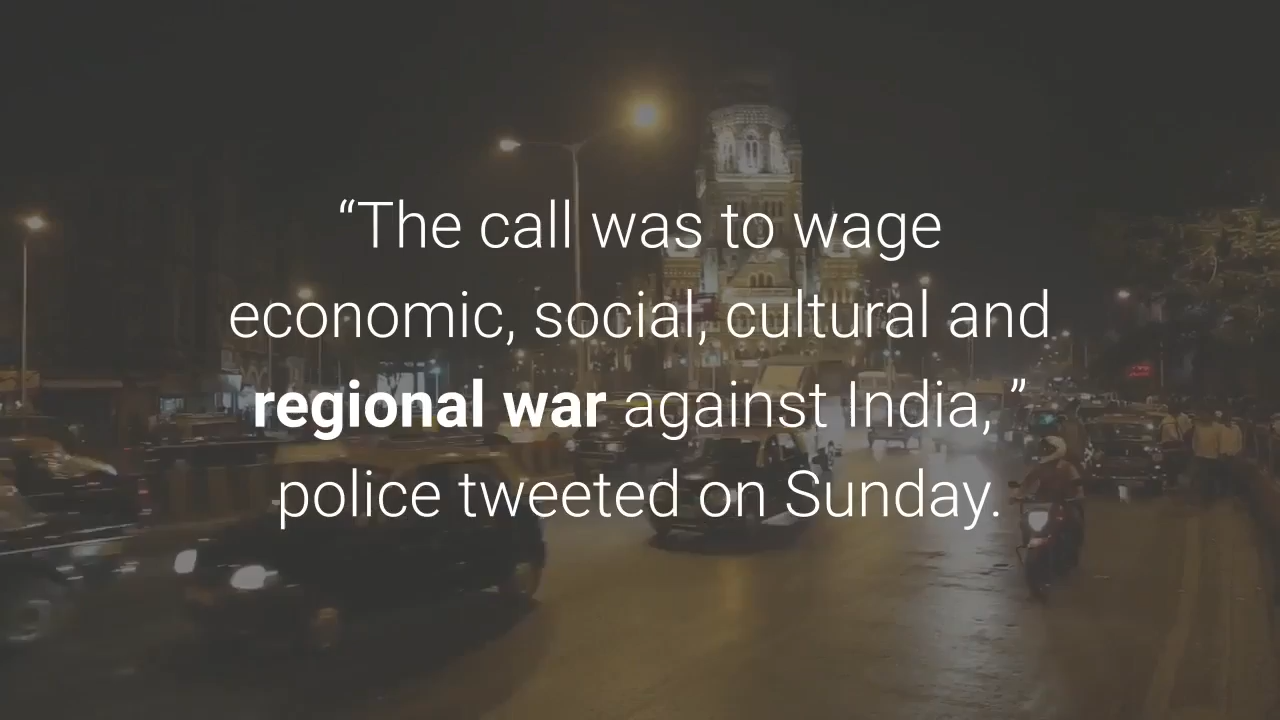 “The call was to wage
economic, social, cultural and
regional war against India, ”
police tweeted on Sunday.